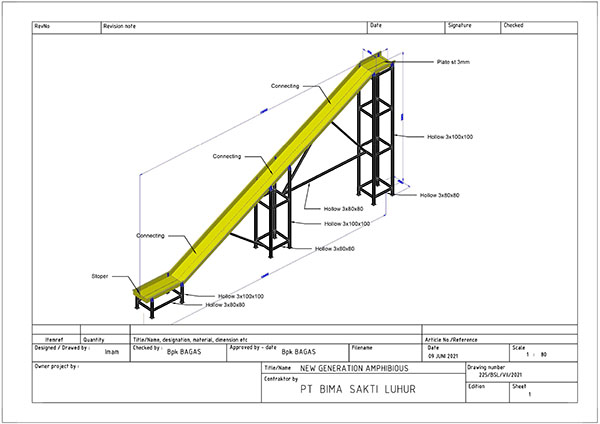 RevNo Revision note Date Signature Checked
Plate st 3mm
Connecting
Hollow 3x100x100
Connecting
Hollow 3x80x80
Hollow 3x80x80
Hollow 3x100x100
Connecting
Hollow 3x80x80
Stoper
Hollow 3x100x100
Hollow 3x80x80
Itemref Quantity Title/Name, designation, material, dimension etc Article No./Reference
Designed / Drawed by : Imam Checked by : Bpk BAGAS Approved by - date Bpk BAGAS Filename Date 09 JUNI 2021 Scale 1 : 80
Owner project by : Title/Name NEW GENERATION AMPHIBIOUS Drawing number 225/BSL/VI/2021
Contraktor by PT BIMA SAKTI LUHUR Edition Sheet 1